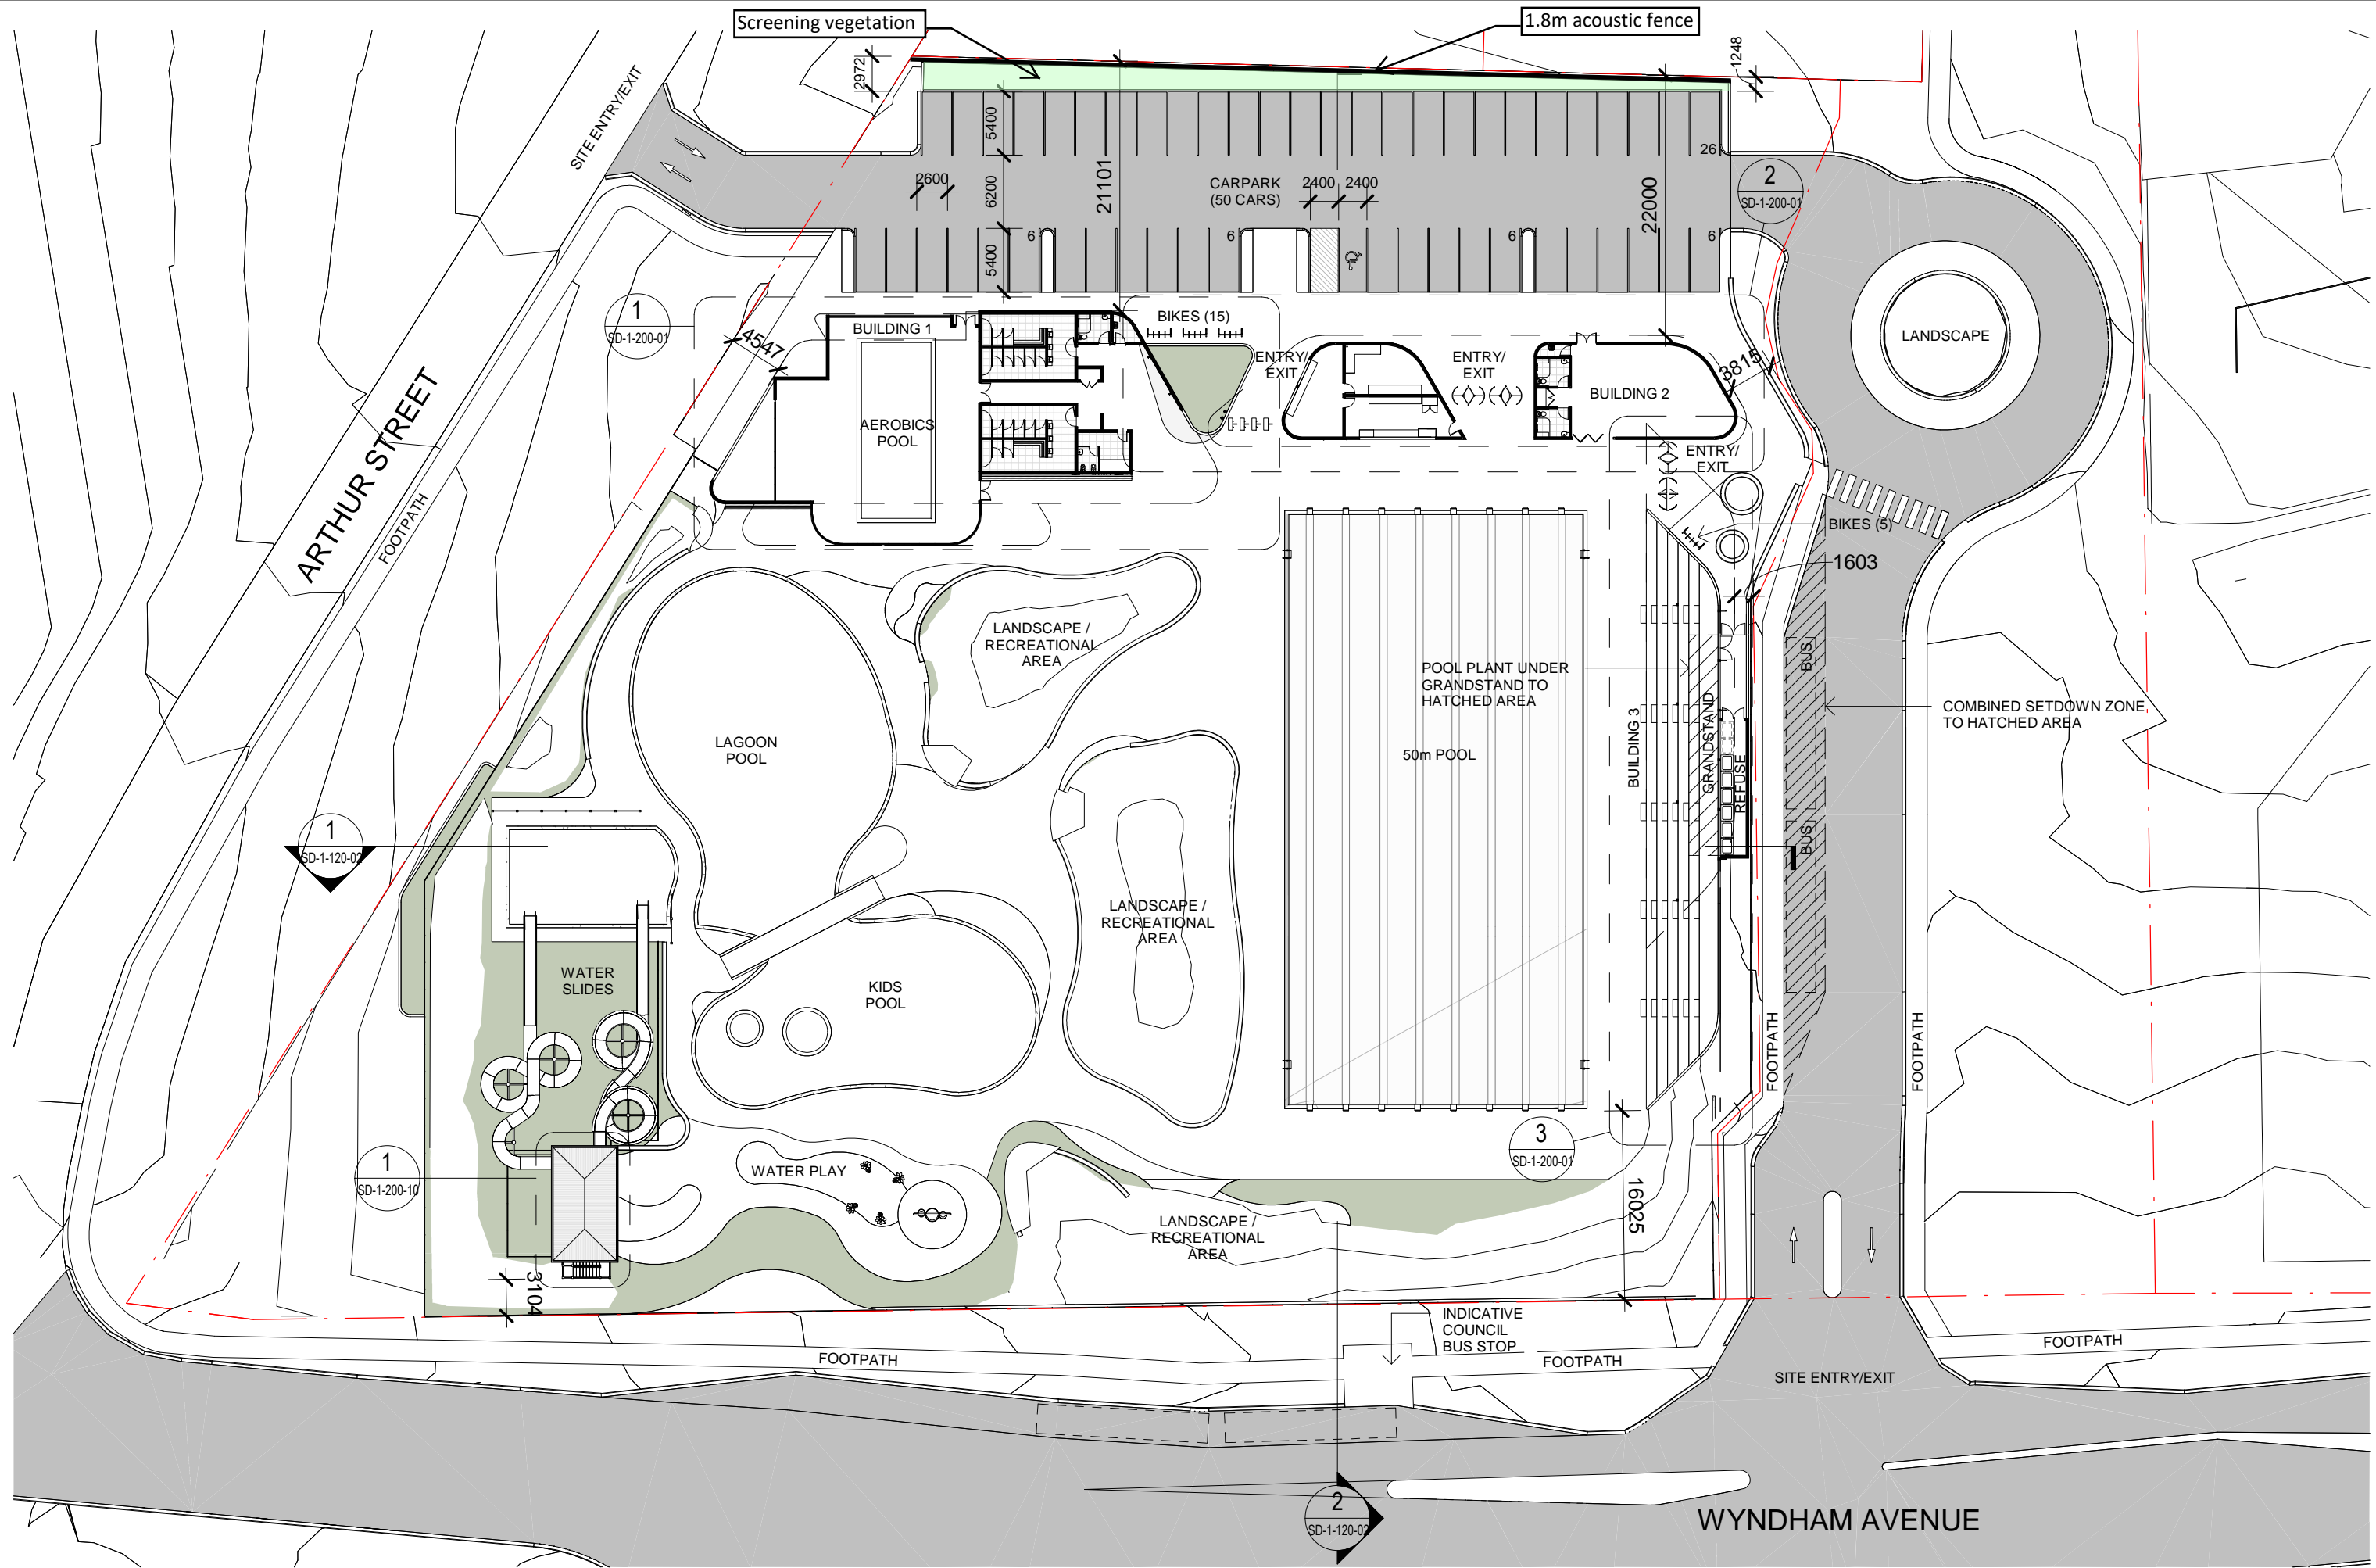 Screening vegetation
1.8m acoustic fence
2972
1248
SITE ENTRY/EXIT
5400
26
2600
6200
21101
CARPARK
(50 CARS)
2400
2400
22000
2
SD-1-200-01
5400
6
6
6
6
1
SD-1-200-01
4547
BUILDING 1
BIKES (15)
ENTRY/
EXIT
ENTRY/
EXIT
3815
BUILDING 2
LANDSCAPE
AEROBICS
POOL
ARTHUR STREET
FOOTPATH
ENTRY/
EXIT
BIKES (5)
1603
LANDSCAPE /
RECREATIONAL
AREA
POOL PLANT UNDER
GRANDSTAND TO
HATCHED AREA
BUS
COMBINED SETDOWN ZONE
TO HATCHED AREA
LAGOON
POOL
50m POOL
BUILDING 3
GRANDSTAND
REFUSE
BUS
1
SD-1-120-02
LANDSCAPE /
RECREATIONAL
AREA
WATER
SLIDES
KIDS
POOL
FOOTPATH
FOOTPATH
3
SD-1-200-01
1
SD-1-200-10
WATER PLAY
16025
LANDSCAPE /
RECREATIONAL
AREA
3104
INDICATIVE
COUNCIL
BUS STOP
FOOTPATH
FOOTPATH
FOOTPATH
SITE ENTRY/EXIT
2
SD-1-120-02
WYNDHAM AVENUE